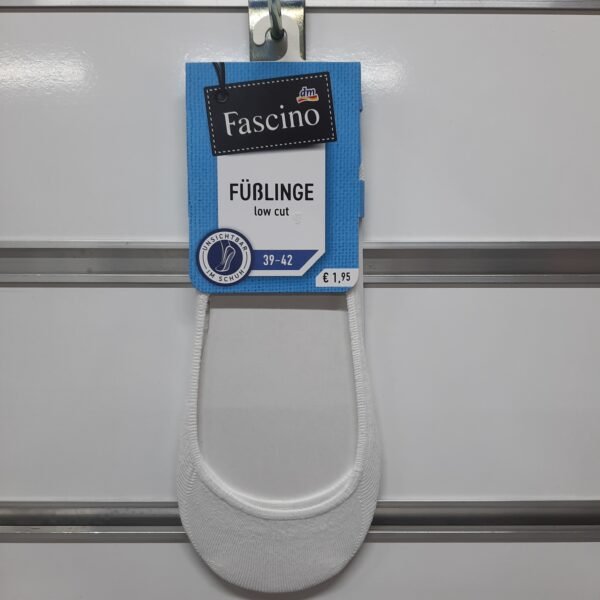 dm
Fascino
FÜßLINGE
low cut
UNSICHTBAR
IM SCHUH
39-42
€ 1,95